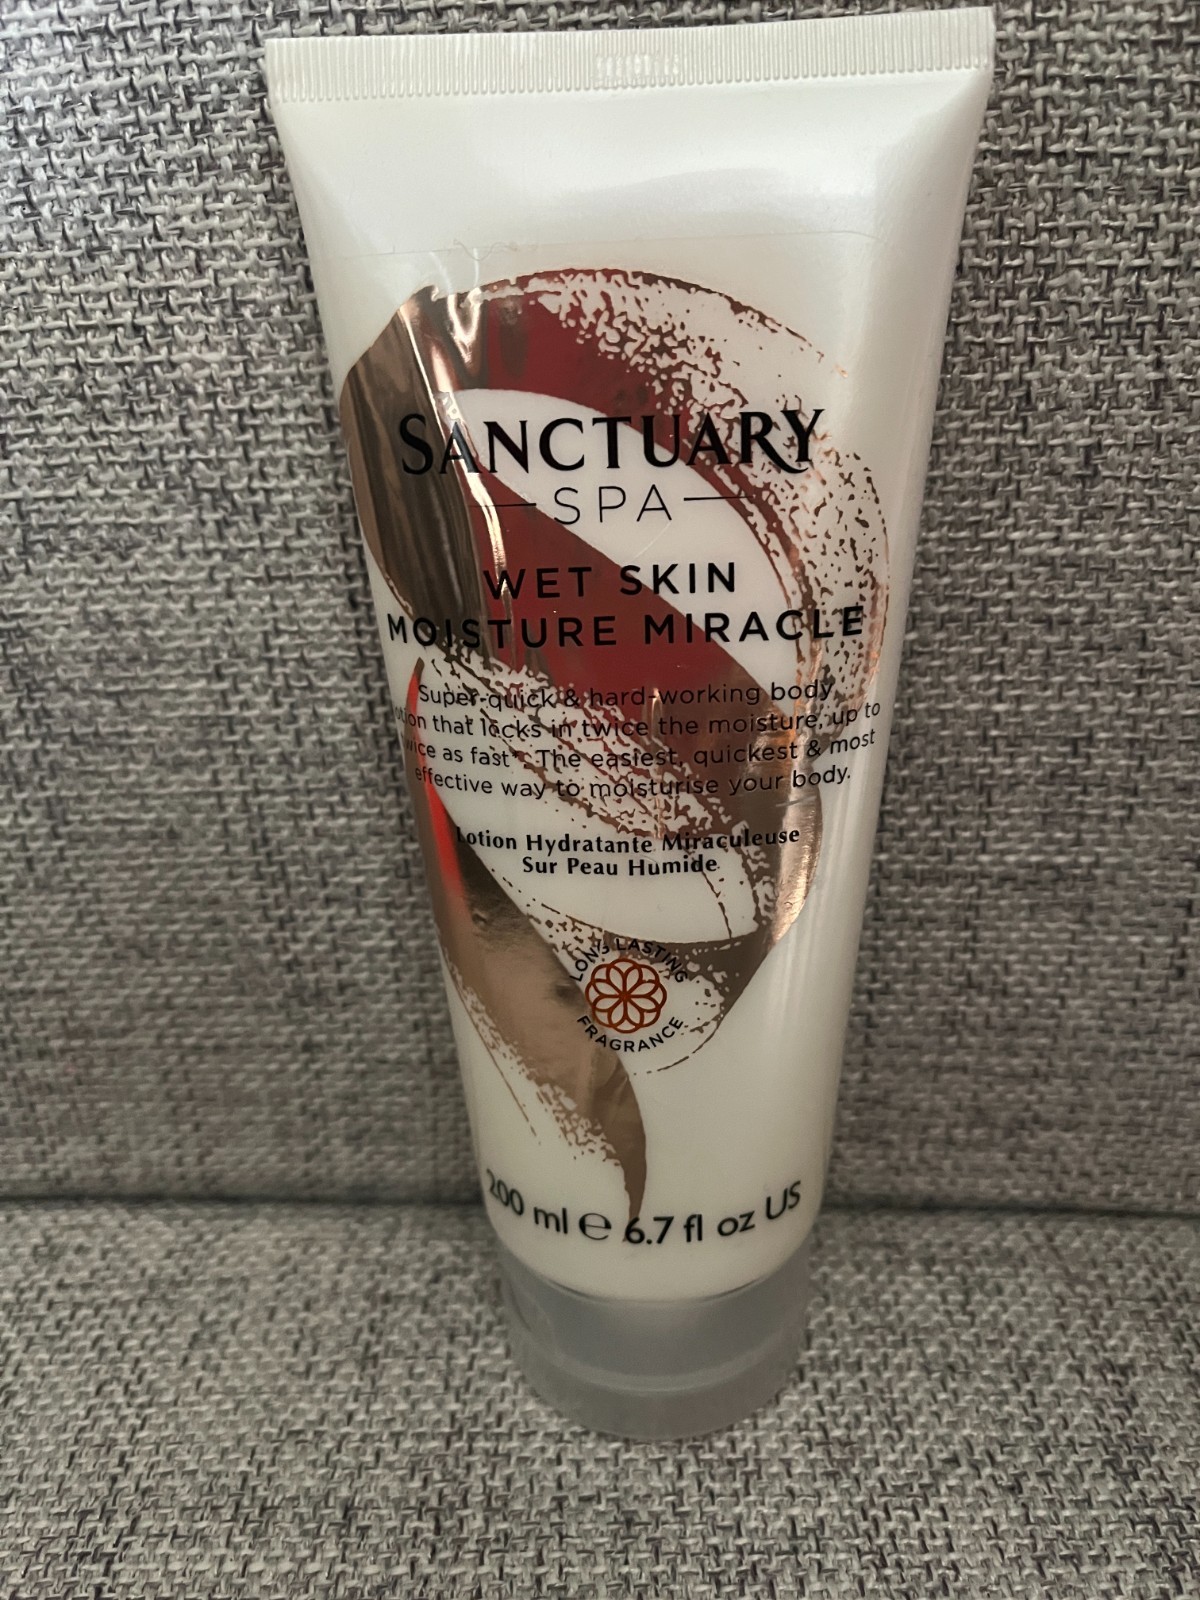 SANCTUARY
SPA
WET SKIN
MOISTURE MIRACLE
Super-quick & hard-working body
lotion that locks in twice the moisture, up to
twice as fast*. The easiest, quickest & most
effective way to moisturise your body.
Lotion Hydratante Miraculeuse
Sur Peau Humide
LONG LASTING
FRAGRANCE
200 ml ℮ 6.7 fl oz US